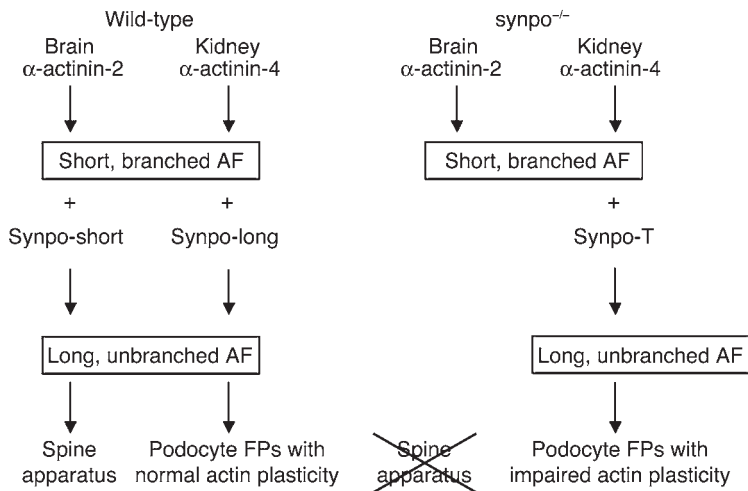 Wild-type
Brain
α-actinin-2
Kidney
α-actinin-4
Short, branched AF
+
+
Synpo-short
Synpo-long
Long, unbranched AF
Spine
apparatus
Podocyte FPs with
normal actin plasticity
synpo⁻/⁻
Brain
α-actinin-2
Kidney
α-actinin-4
Short, branched AF
+
Synpo-T
Long, unbranched AF
Spine
apparatus
Podocyte FPs with
impaired actin plasticity